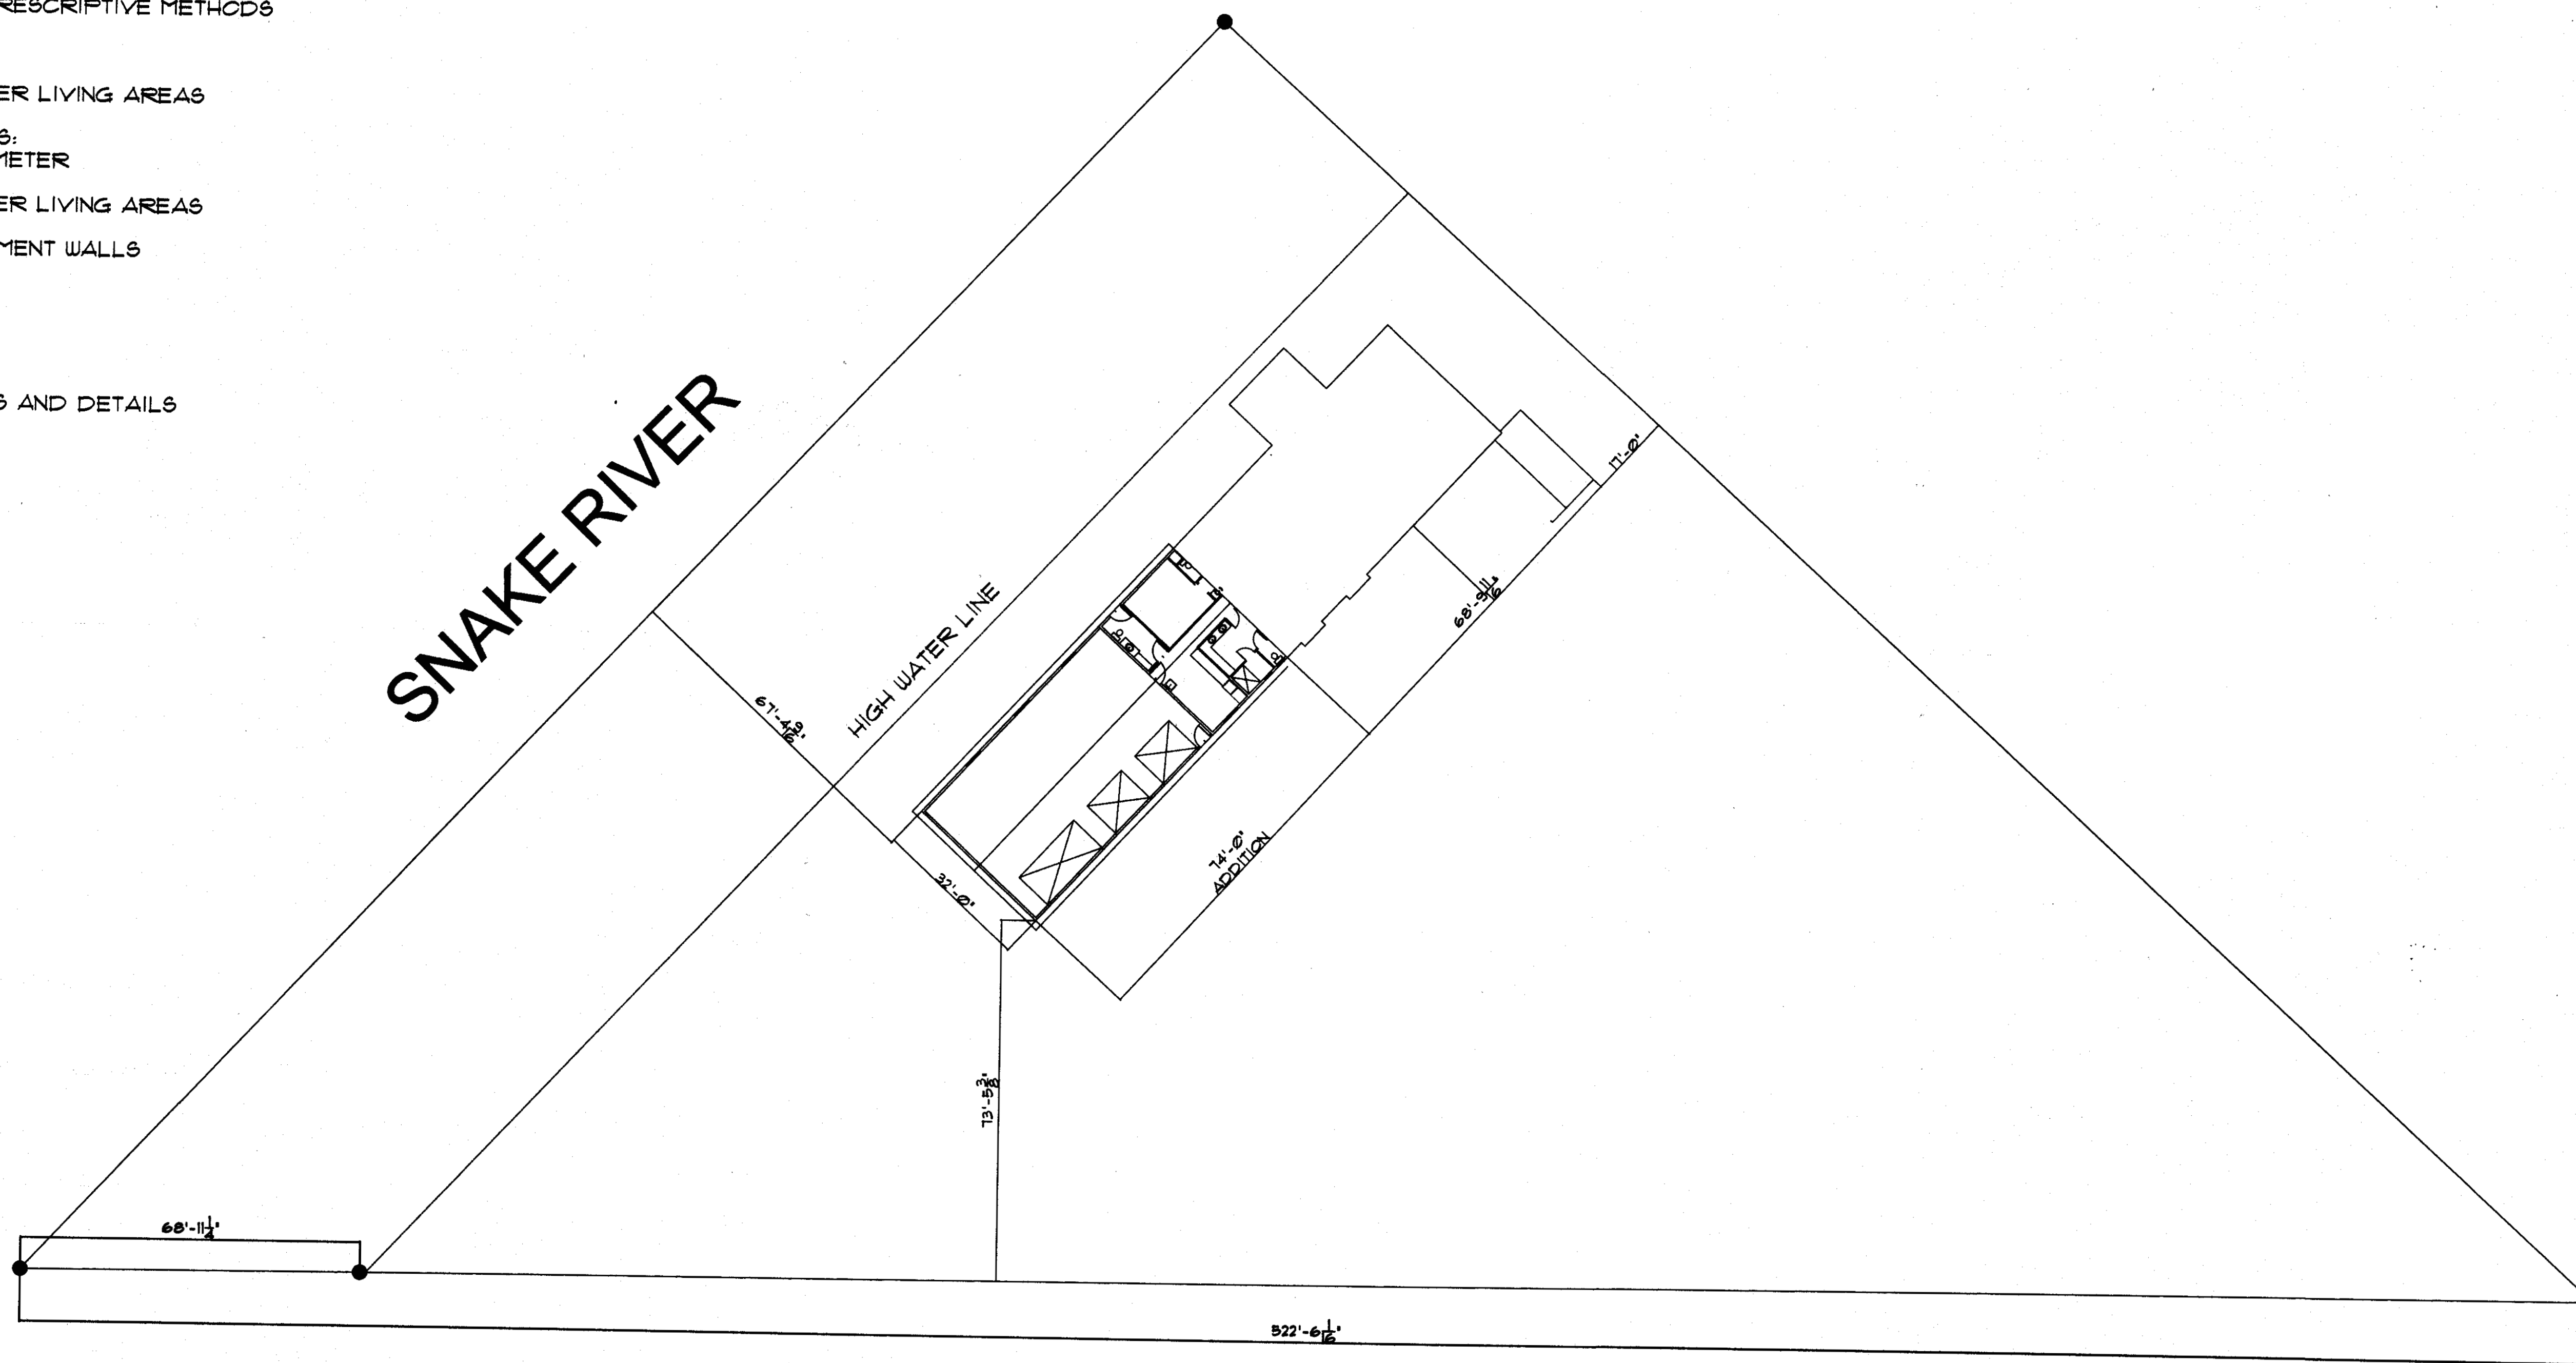 RESCRIPTIVE METHODS
ER LIVING AREAS
S:
METER
ER LIVING AREAS
MENT WALLS
S AND DETAILS
SNAKE RIVER
HIGH WATER LINE
17'-0"
68'-9 11/16"
67'-4 9/16"
74'-0"
ADDITION
32'-0"
73'-5 3/8"
68'-11 1/4"
522'-6 1/16"